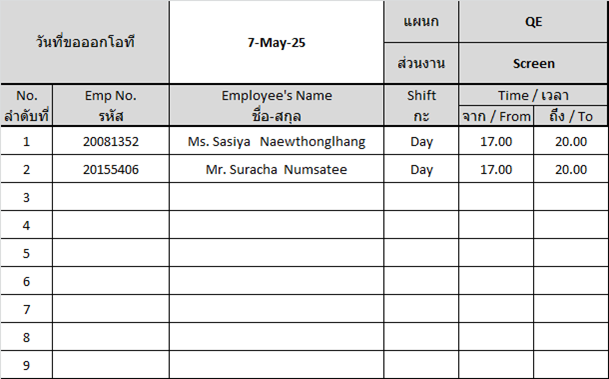 วันที่ขอออกโอที 7-May-25 แผนก QE
ส่วนงาน Screen
No. Emp No. Employee's Name Shift Time / เวลา
ลำดับที่ รหัส ชื่อ-สกุล กะ จาก / From ถึง / To
1 20081352 Ms. Sasiya Naewthonglhang Day 17.00 20.00
2 20155406 Mr. Suracha Numsatee Day 17.00 20.00
3
4
5
6
7
8
9